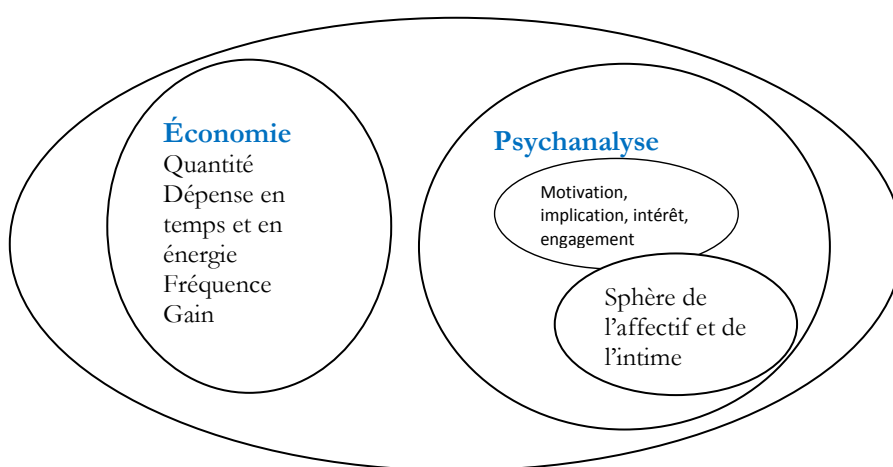 Économie
Quantité
Dépense en
temps et en
énergie
Fréquence
Gain
Psychanalyse
Motivation,
implication, intérêt,
engagement
Sphère de
l’affectif et de
l’intime